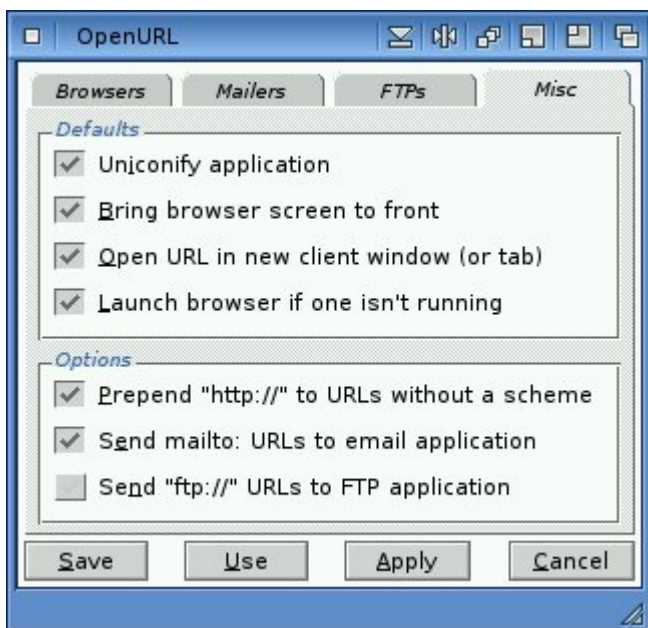 OpenURL
Browsers Mailers FTPs Misc
Defaults
Uniconify application
Bring browser screen to front
Open URL in new client window (or tab)
Launch browser if one isn't running
Options
Prepend "http://" to URLs without a scheme
Send mailto: URLs to email application
Send "ftp://" URLs to FTP application
Save Use Apply Cancel